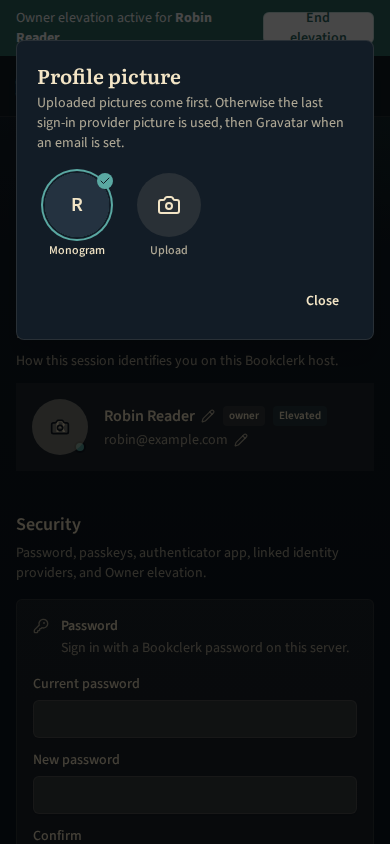 Owner elevation active for Robin
Reader
End
elevation
Profile picture
Uploaded pictures come first. Otherwise the last
sign-in provider picture is used, then Gravatar when
an email is set.
R
Monogram
Upload
Close
How this session identifies you on this Bookclerk host.
Robin Reader
owner
Elevated
robin@example.com
Security
Password, passkeys, authenticator app, linked identity
providers, and Owner elevation.
Password
Sign in with a Bookclerk password on this server.
Current password
New password
Confirm